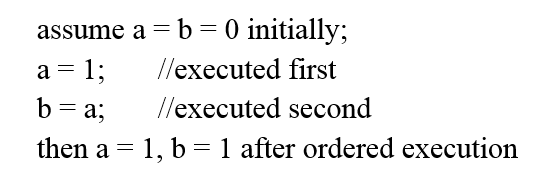 assume a = b = 0 initially;
a = 1; //executed first
b = a; //executed second
then a = 1, b = 1 after ordered execution